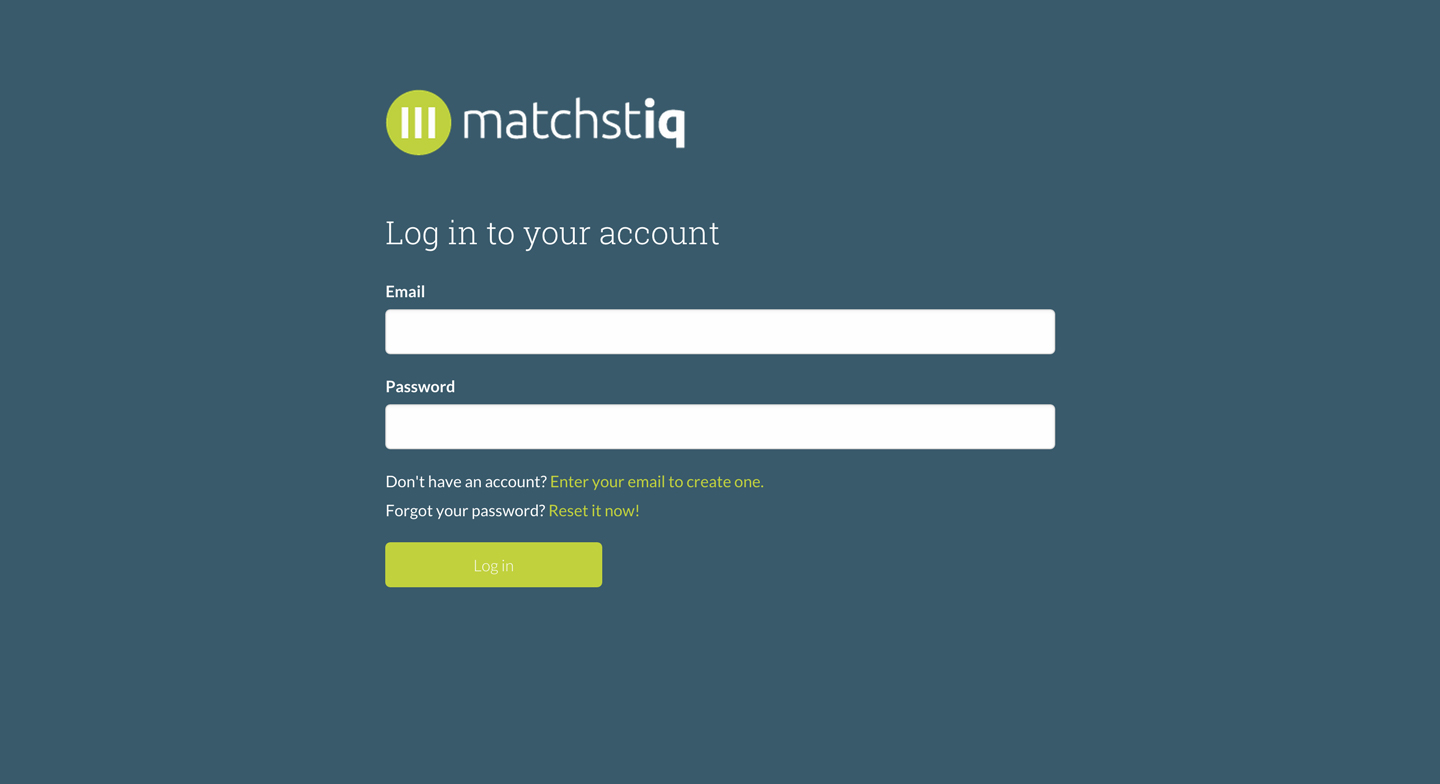 matchstiq
Log in to your account
Email
Password
Don't have an account? Enter your email to create one.
Forgot your password? Reset it now!
Log in